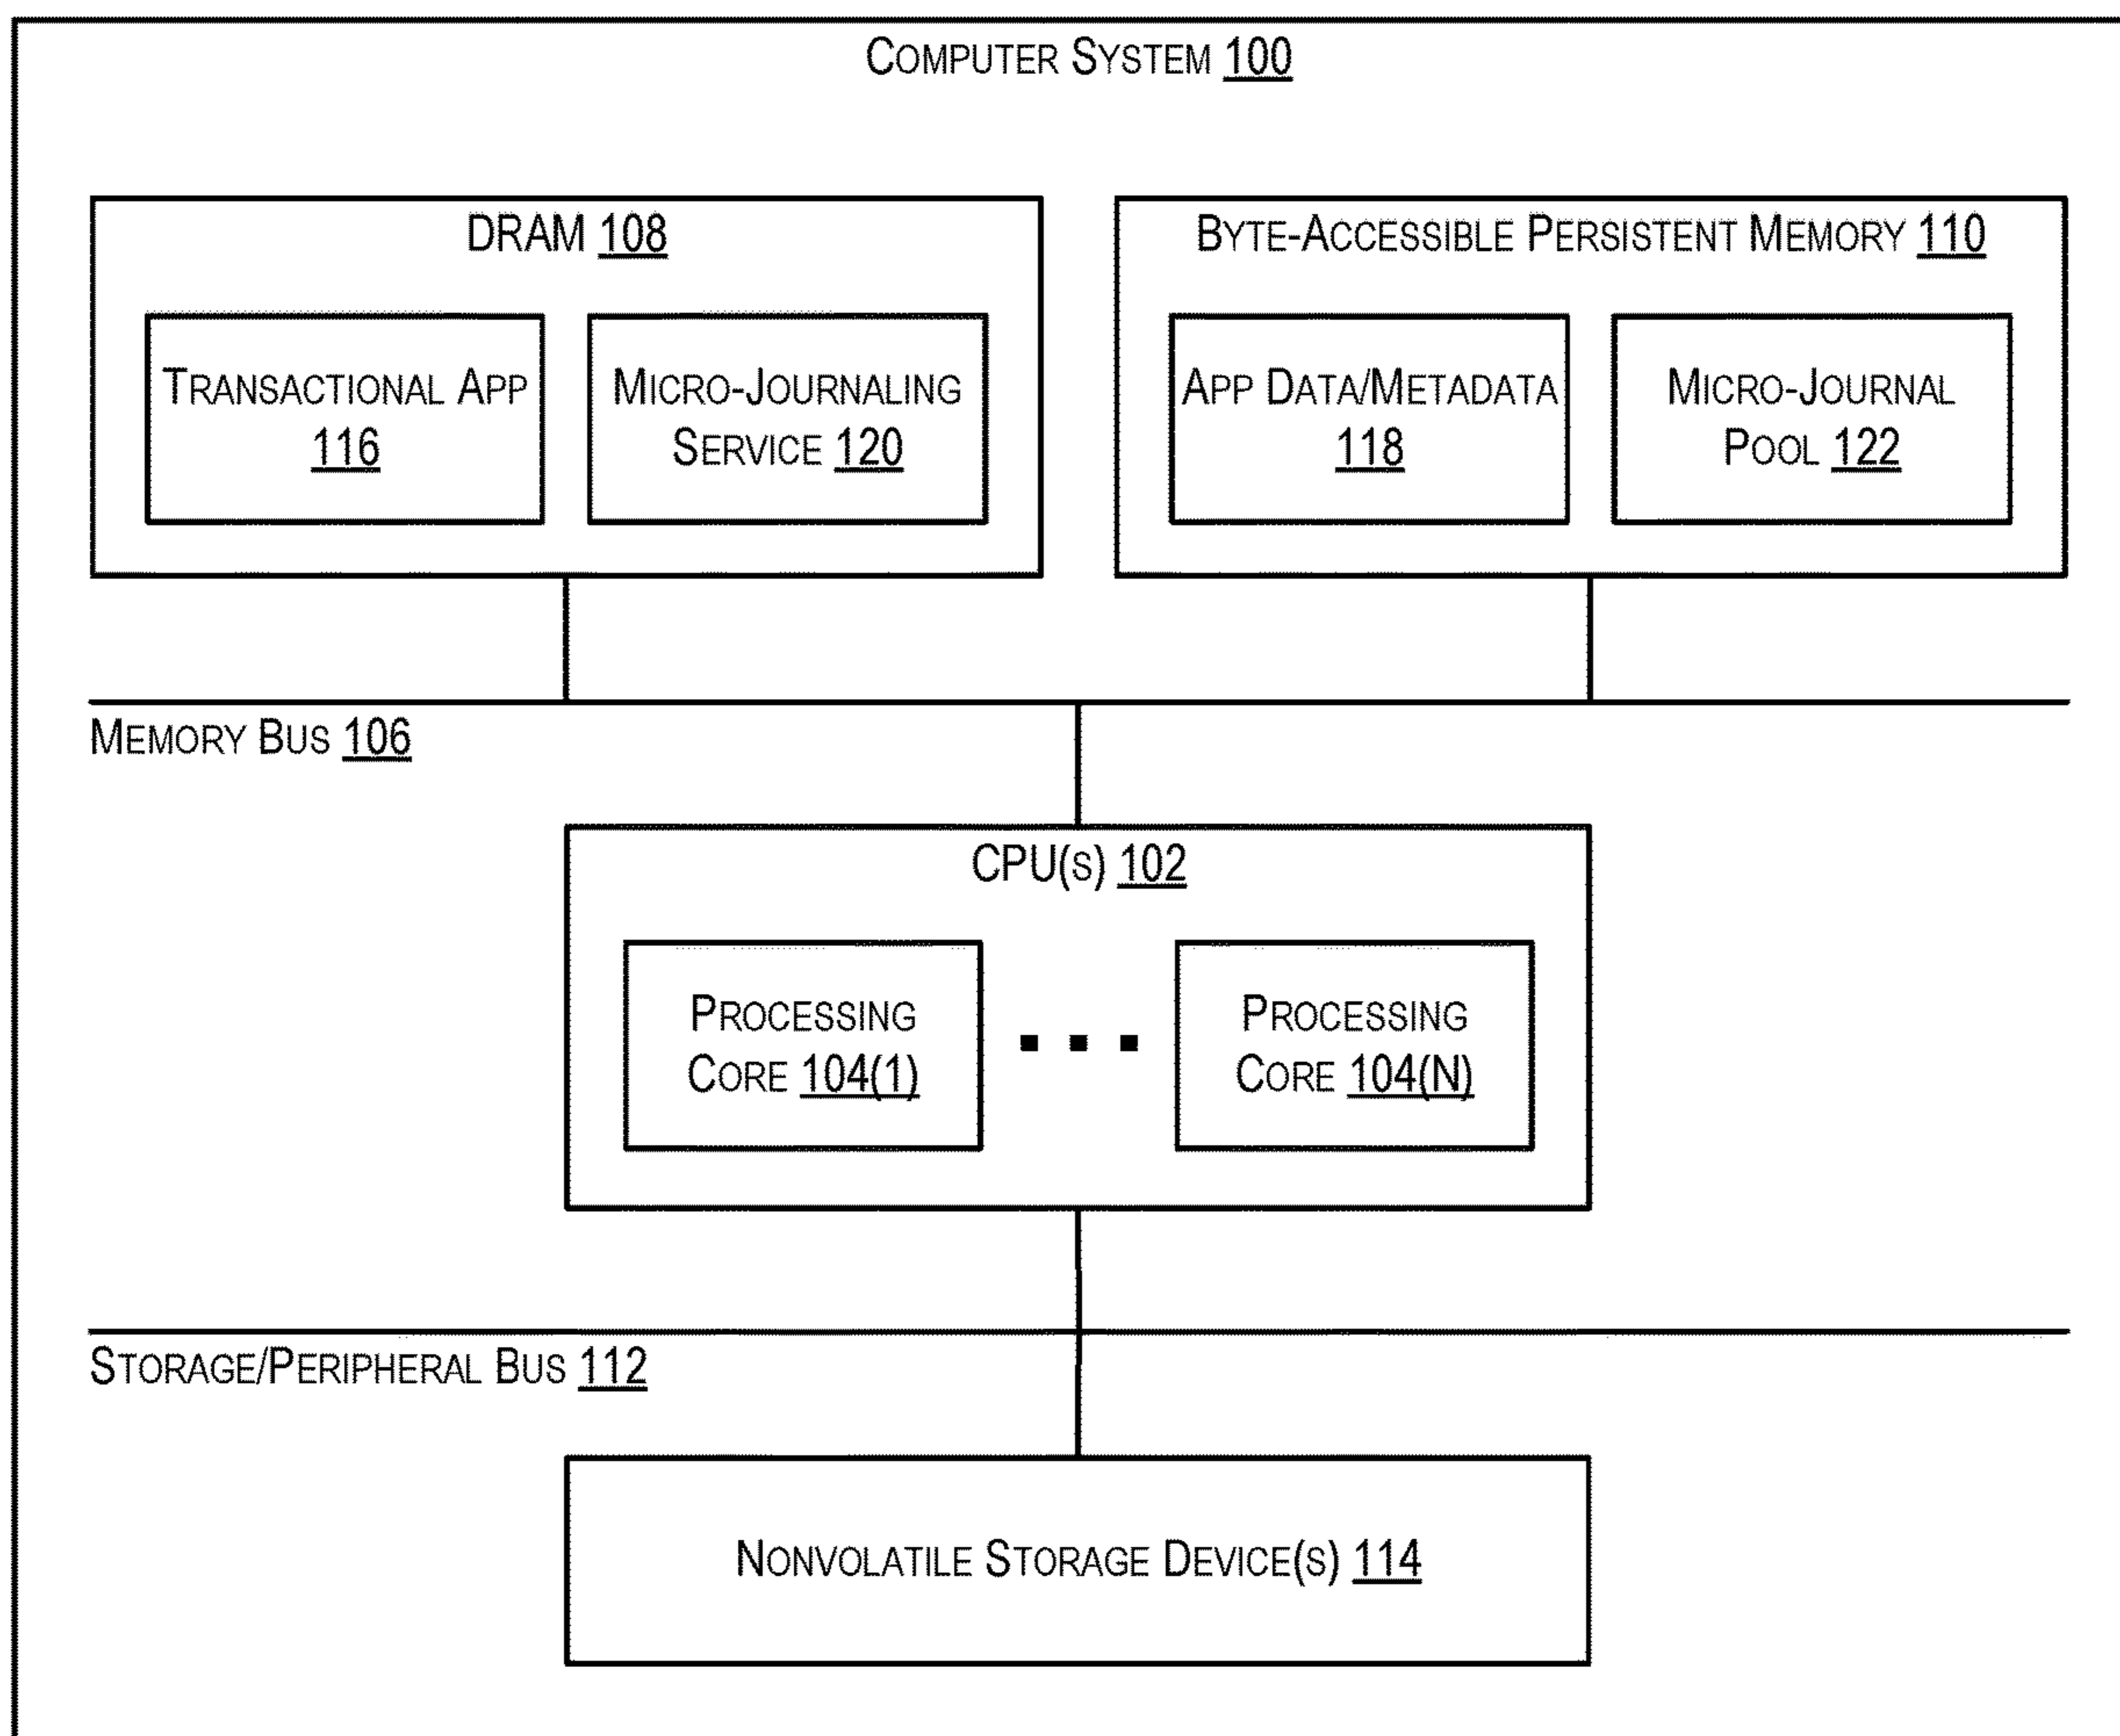 COMPUTER SYSTEM 100
DRAM 108
BYTE-ACCESSIBLE PERSISTENT MEMORY 110
TRANSACTIONAL APP
116
MICRO-JOURNALING
SERVICE 120
APP DATA/METADATA
118
MICRO-JOURNAL
POOL 122
MEMORY BUS 106
CPU(S) 102
PROCESSING
CORE 104(1)
PROCESSING
CORE 104(N)
STORAGE/PERIPHERAL BUS 112
NONVOLATILE STORAGE DEVICE(S) 114